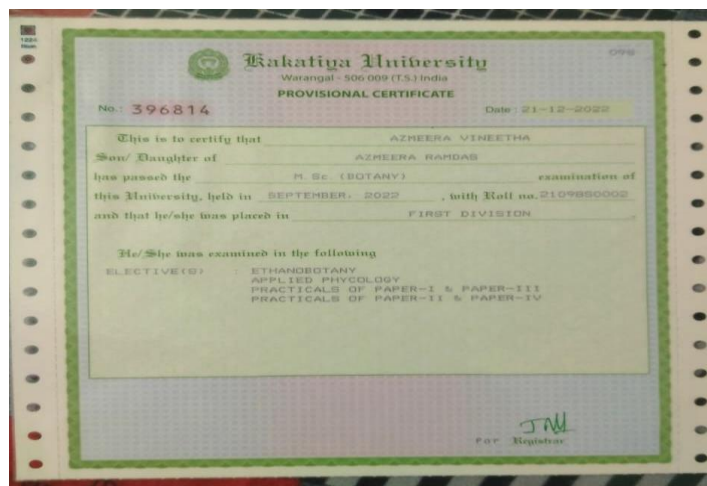 1224
098
Kakatiya University
Warangal - 506 009 (T.S.) India
PROVISIONAL CERTIFICATE
No.: 396814
Date : 21-12-2022
This is to certify that AZMEERA VINEETHA
Son/ Daughter of AZMEERA RAMDAS
has passed the M. Sc. (BOTANY) examination of
this University, held in SEPTEMBER, 2022 , with Roll no. 2109850002
and that he/she was placed in FIRST DIVISION
He/She was examined in the following
ELECTIVE(S) : ETHANOBOTANY
APPLIED PHYCOLOGY
PRACTICALS OF PAPER-I & PAPER-III
PRACTICALS OF PAPER-II & PAPER-IV
For Registrar